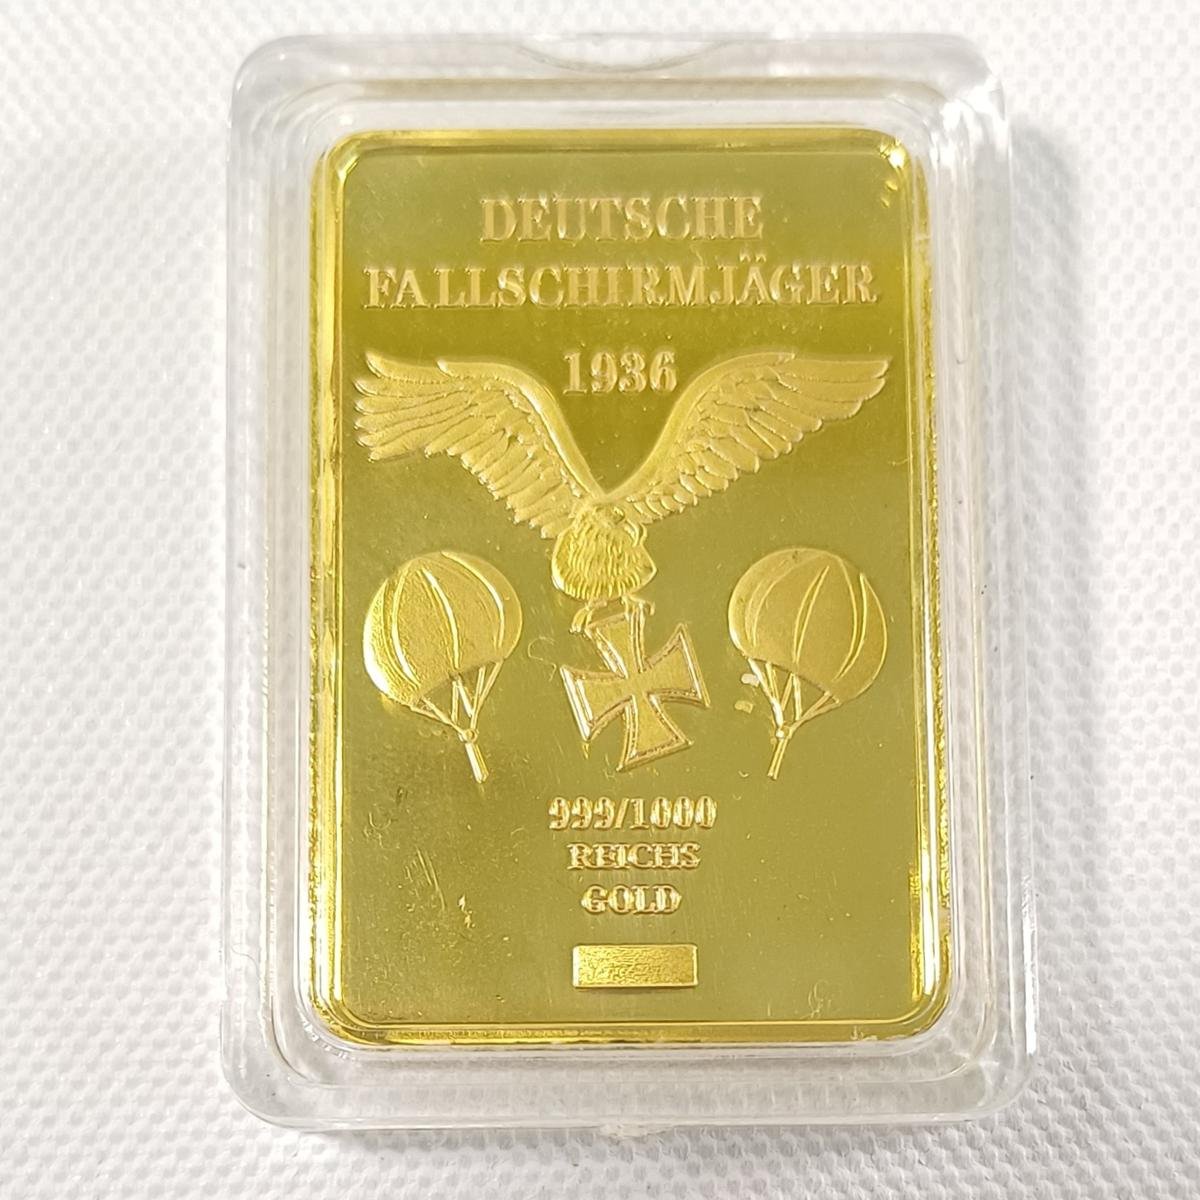 DEUTSCHE
FALLSCHIRMJÄGER
1936
999/1000
REICHS
GOLD